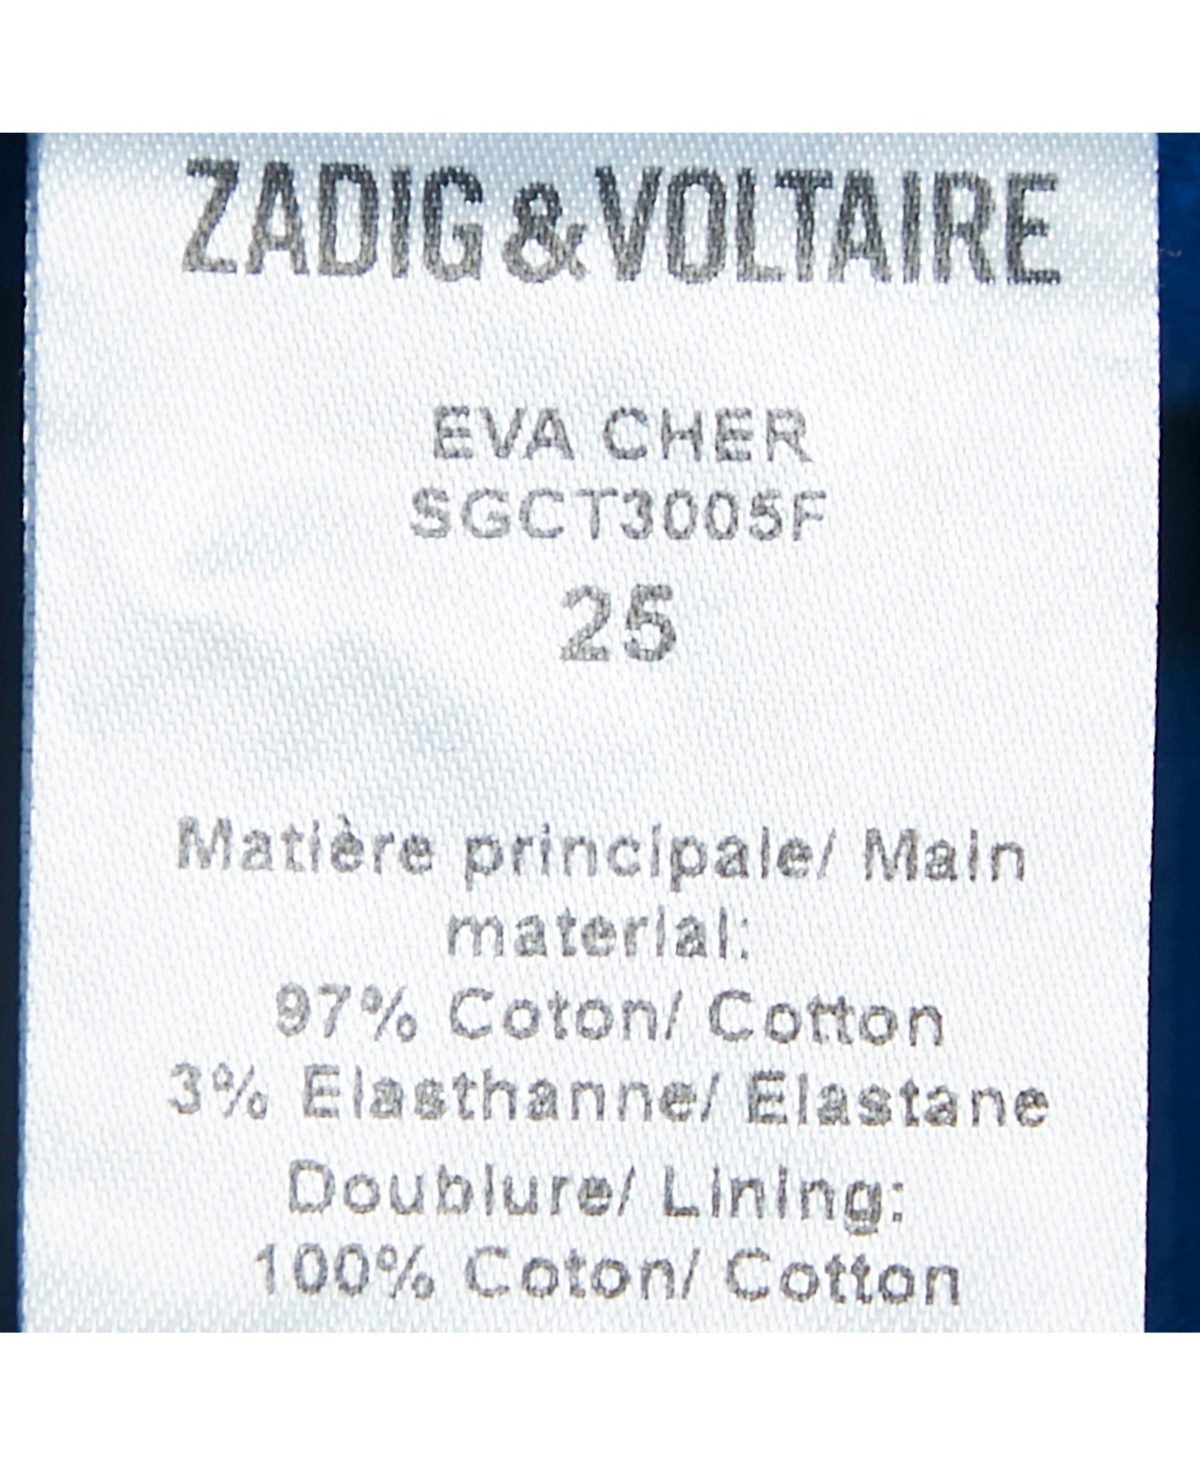 ZADIG&VOLTAIRE
EVA CHER
SGCT3005F
25
Matière principale/ Main
material:
97% Coton/ Cotton
3% Elasthanne/ Elastane
Doublure/ Lining:
100% Coton/ Cotton